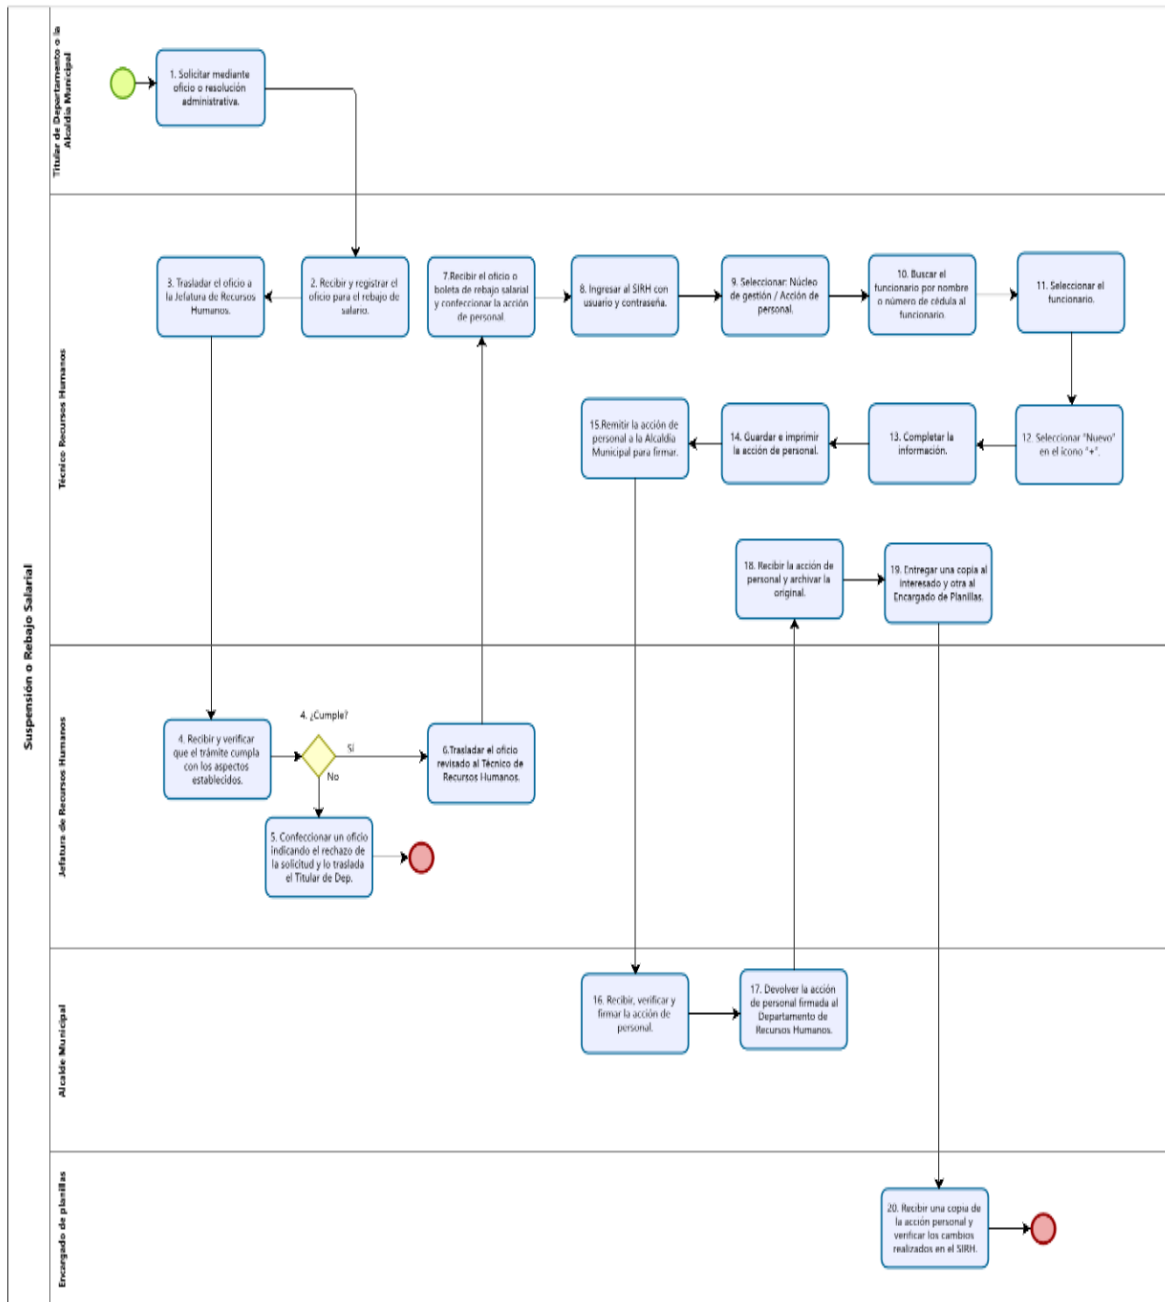 Suspensión o Rebajo Salarial
Titular de Departamento o la
Alcaldía Municipal
1. Solicitar mediante
oficio o resolución
administrativa.
Técnico Recursos Humanos
3. Trasladar el oficio a
la Jefatura de Recursos
Humanos.
2. Recibir y registrar el
oficio para el rebajo de
salario.
7.Recibir el oficio o
boleta de rebajo salarial
y confeccionar la acción
de personal.
8. Ingresar al SIRH con
usuario y contraseña.
9. Seleccionar: Núcleo
de gestión / Acción de
personal.
10. Buscar el
funcionario por nombre
o número de cédula al
funcionario.
11. Seleccionar el
funcionario.
12. Seleccionar "Nuevo"
en el ícono "+".
13. Completar la
información.
14. Guardar e imprimir
la acción de personal.
15.Remitir la acción de
personal a la Alcaldía
Municipal para firmar.
18. Recibir la acción de
personal y archivar la
original.
19. Entregar una copia al
interesado y otra al
Encargado de Planillas.
Jefatura de Recursos Humanos
4. Recibir y verificar
que el trámite cumpla
con los aspectos
establecidos.
4. ¿Cumple?
Sí
No
6.Trasladar el oficio
revisado al Técnico de
Recursos Humanos.
5. Confeccionar un oficio
indicando el rechazo de
la solicitud y lo traslada
el Titular de Dep.
Alcalde Municipal
16. Recibir, verificar y
firmar la acción de
personal.
17. Devolver la acción
de personal firmada al
Departamento de
Recursos Humanos.
Encargado de planillas
20. Recibir una copia de
la acción personal y
verificar los cambios
realizados en el SIRH.